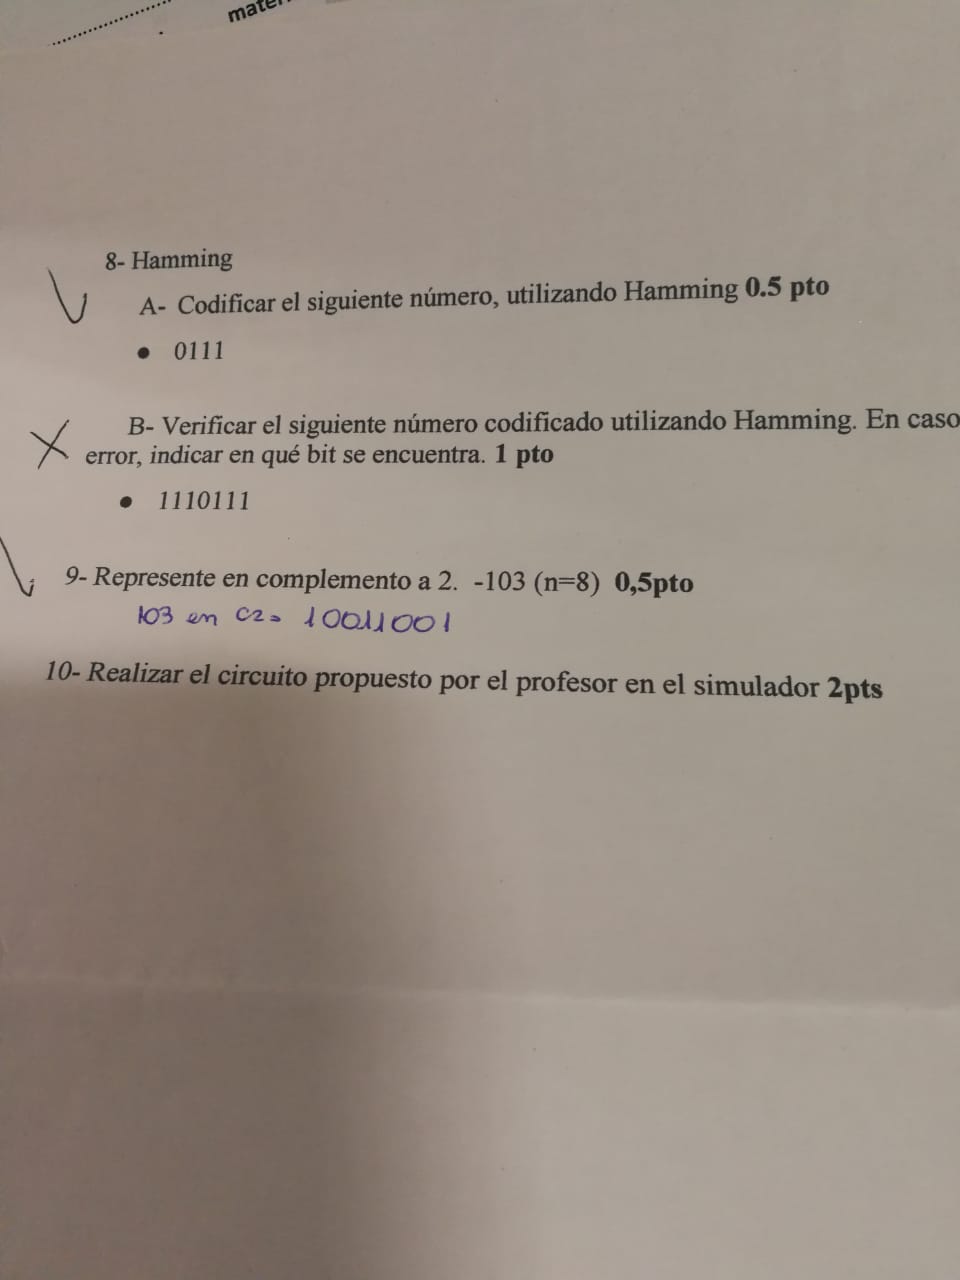 8- Hamming
A- Codificar el siguiente número, utilizando Hamming 0.5 pto
• 0111
B- Verificar el siguiente número codificado utilizando Hamming. En caso
error, indicar en qué bit se encuentra. 1 pto
• 1110111
9- Represente en complemento a 2. -103 (n=8) 0,5pto
103 en C2= 10011001
10- Realizar el circuito propuesto por el profesor en el simulador 2pts